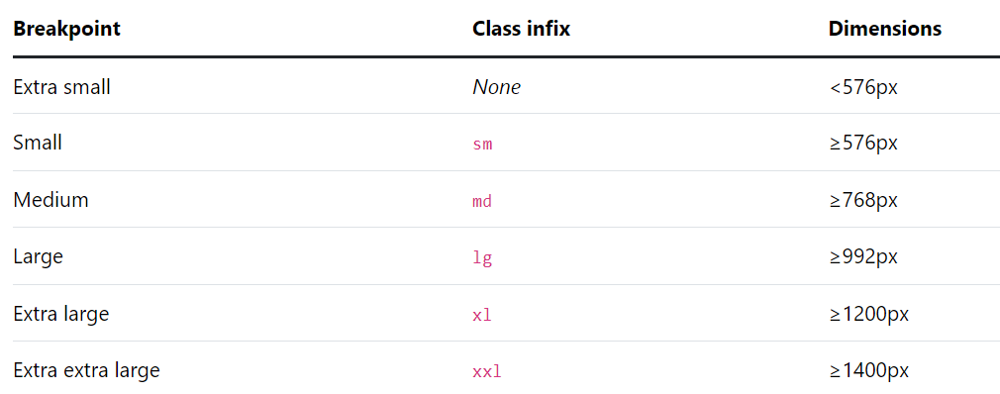 Breakpoint Class infix Dimensions
Extra small None <576px
Small sm ≥576px
Medium md ≥768px
Large lg ≥992px
Extra large xl ≥1200px
Extra extra large xxl ≥1400px